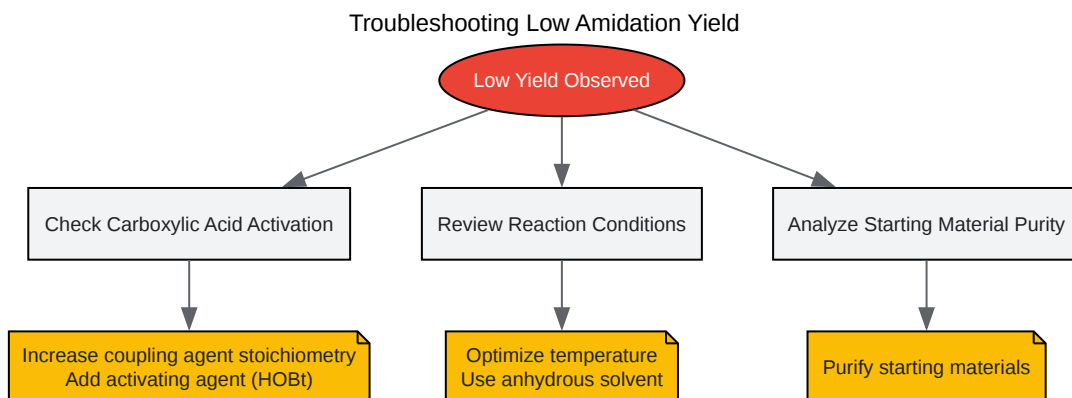 Troubleshooting Low Amidation Yield
Low Yield Observed
Check Carboxylic Acid Activation
Review Reaction Conditions
Analyze Starting Material Purity
Increase coupling agent stoichiometry
Add activating agent (HOBt)
Optimize temperature
Use anhydrous solvent
Purify starting materials